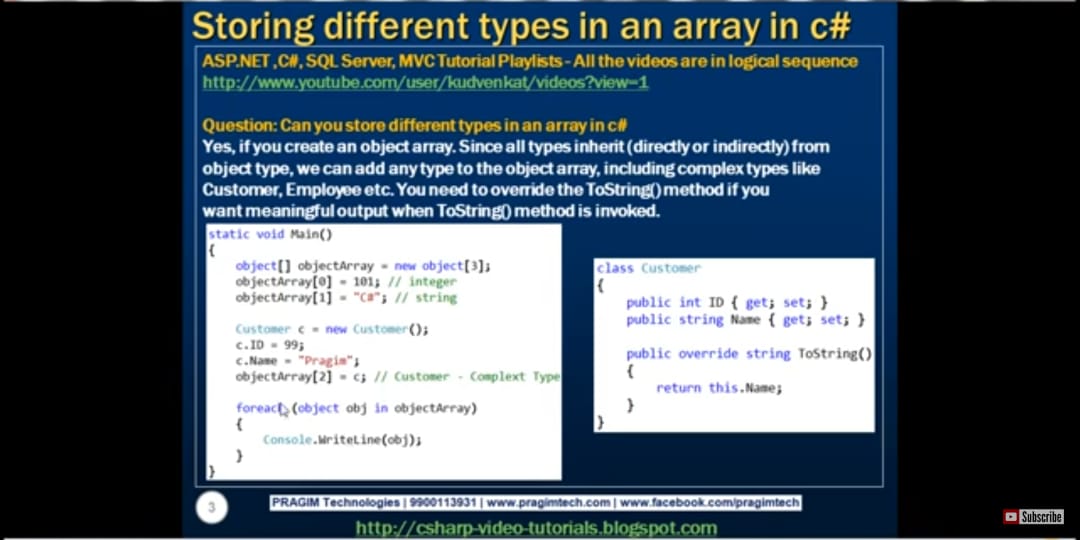 Storing different types in an array in c#
ASP.NET ,C#, SQL Server, MVC Tutorial Playlists - All the videos are in logical sequence
http://www.youtube.com/user/kudvenkat/videos?view=1
Question: Can you store different types in an array in c#
Yes, if you create an object array. Since all types inherit (directly or indirectly) from
object type, we can add any type to the object array, including complex types like
Customer, Employee etc. You need to override the ToString() method if you
want meaningful output when ToString() method is invoked.
static void Main()
{
object[] objectArray = new object[3];
objectArray[0] = 101; // integer
objectArray[1] = "C#"; // string
Customer c = new Customer();
c.ID = 99;
c.Name = "Pragim";
objectArray[2] = c; // Customer - Complext Type
foreach (object obj in objectArray)
{
Console.WriteLine(obj);
}
}
class Customer
{
public int ID { get; set; }
public string Name { get; set; }
public override string ToString()
{
return this.Name;
}
}
3
PRAGIM Technologies | 9900113931 | www.pragimtech.com | www.facebook.com/pragimtech
http://csharp-video-tutorials.blogspot.com
Subscribe